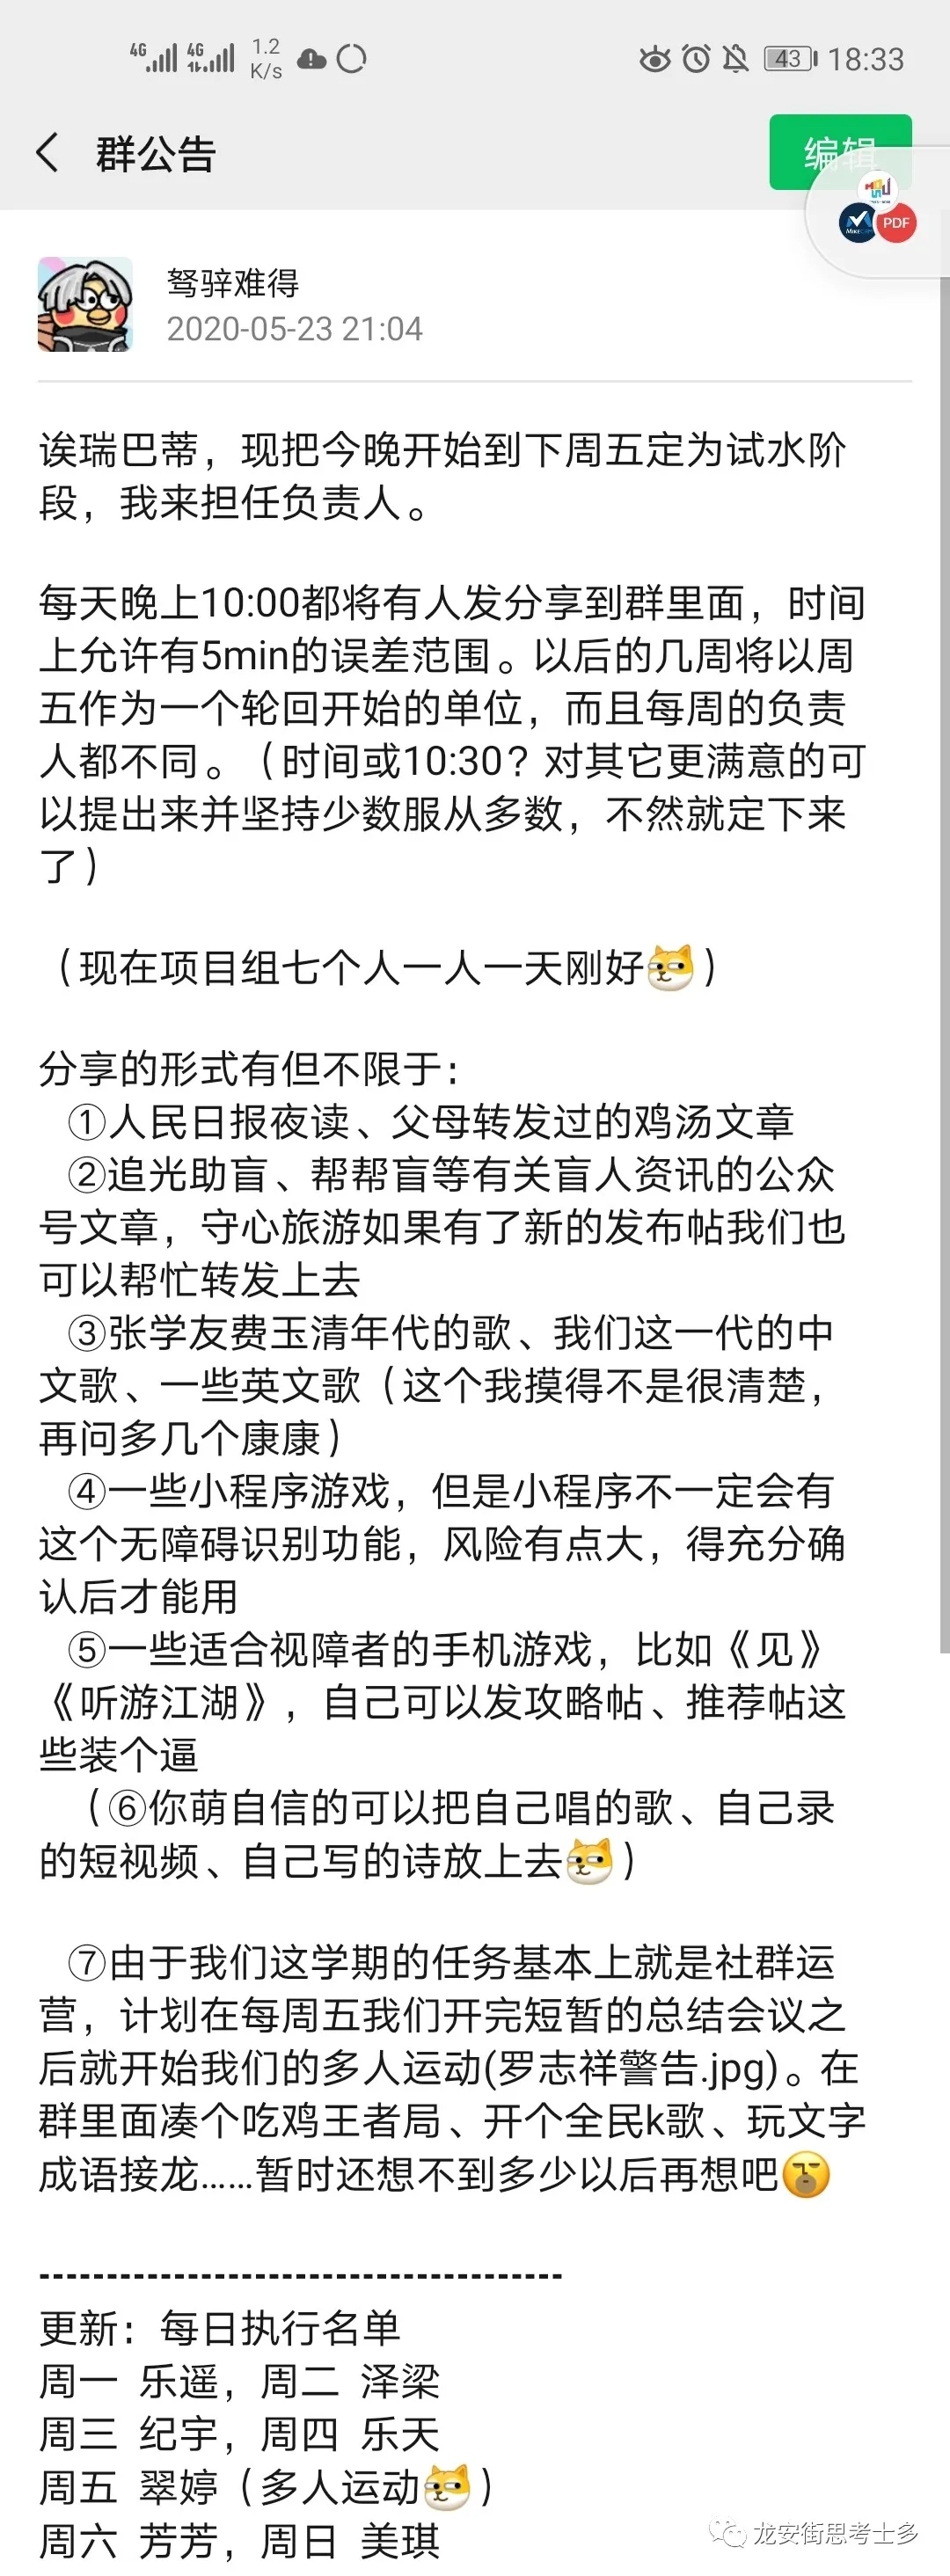 4G 4G 1.2 K/s 43 18:33
群公告
编辑
PDF
驽骍难得
2020-05-23 21:04
诶瑞巴蒂，现把今晚开始到下周五定为试水阶
段，我来担任负责人。
每天晚上10:00都将有人发分享到群里面，时间
上允许有5min的误差范围。以后的几周将以周
五作为一个轮回开始的单位，而且每周的负责
人都不同。（时间或10:30？对其它更满意的可
以提出来并坚持少数服从多数，不然就定下来
了）
（现在项目组七个人一人一天刚好）
分享的形式有但不限于：
①人民日报夜读、父母转发过的鸡汤文章
②追光助盲、帮帮盲等有关盲人资讯的公众
号文章，守心旅游如果有了新的发布帖我们也
可以帮忙转发上去
③张学友费玉清年代的歌、我们这一代的中
文歌、一些英文歌（这个我摸得不是很清楚，
再问多几个康康）
④一些小程序游戏，但是小程序不一定会有
这个无障碍识别功能，风险有点大，得充分确
认后才能用
⑤一些适合视障者的手机游戏，比如《见》
《听游江湖》，自己可以发攻略帖、推荐帖这
些装个逼
（⑥你萌自信的可以把自己唱的歌、自己录
的短视频、自己写的诗放上去）
⑦由于我们这学期的任务基本上就是社群运
营，计划在每周五我们开完短暂的总结会议之
后就开始我们的多人运动(罗志祥警告.jpg)。在
群里面凑个吃鸡王者局、开个全民k歌、玩文字
成语接龙......暂时还想不到多少以后再想吧
---------------------------------------
更新：每日执行名单
周一 乐遥，周二 泽梁
周三 纪宇，周四 乐天
周五 翠婷（多人运动）
周六 芳芳，周日 美琪
龙安街思考士多